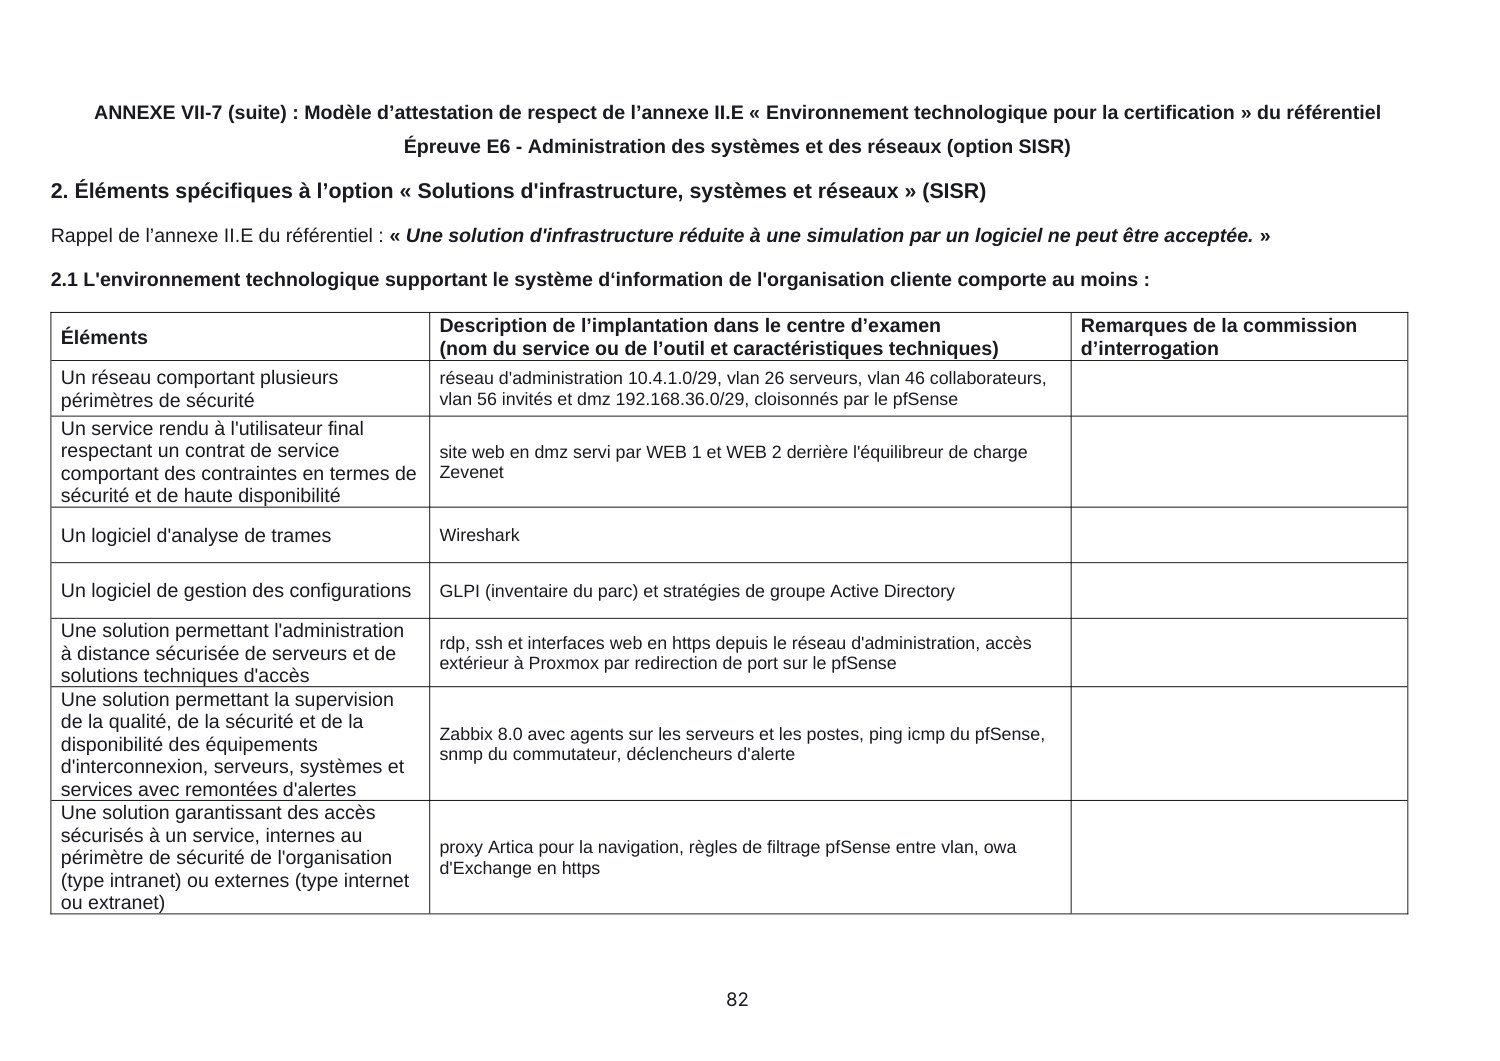 ANNEXE VII-7 (suite) : Modèle d’attestation de respect de l’annexe II.E « Environnement technologique pour la certification » du référentiel
Épreuve E6 - Administration des systèmes et des réseaux (option SISR)
2. Éléments spécifiques à l’option « Solutions d'infrastructure, systèmes et réseaux » (SISR)
Rappel de l’annexe II.E du référentiel : « Une solution d'infrastructure réduite à une simulation par un logiciel ne peut être acceptée. »
2.1 L'environnement technologique supportant le système d‘information de l'organisation cliente comporte au moins :
Éléments
Description de l’implantation dans le centre d’examen
(nom du service ou de l’outil et caractéristiques techniques)
Remarques de la commission
d’interrogation
Un réseau comportant plusieurs
périmètres de sécurité
réseau d'administration 10.4.1.0/29, vlan 26 serveurs, vlan 46 collaborateurs,
vlan 56 invités et dmz 192.168.36.0/29, cloisonnés par le pfSense
Un service rendu à l'utilisateur final
respectant un contrat de service
comportant des contraintes en termes de
sécurité et de haute disponibilité
site web en dmz servi par WEB 1 et WEB 2 derrière l'équilibreur de charge
Zevenet
Un logiciel d'analyse de trames
Wireshark
Un logiciel de gestion des configurations
GLPI (inventaire du parc) et stratégies de groupe Active Directory
Une solution permettant l'administration
à distance sécurisée de serveurs et de
solutions techniques d'accès
rdp, ssh et interfaces web en https depuis le réseau d'administration, accès
extérieur à Proxmox par redirection de port sur le pfSense
Une solution permettant la supervision
de la qualité, de la sécurité et de la
disponibilité des équipements
d'interconnexion, serveurs, systèmes et
services avec remontées d'alertes
Zabbix 8.0 avec agents sur les serveurs et les postes, ping icmp du pfSense,
snmp du commutateur, déclencheurs d'alerte
Une solution garantissant des accès
sécurisés à un service, internes au
périmètre de sécurité de l'organisation
(type intranet) ou externes (type internet
ou extranet)
proxy Artica pour la navigation, règles de filtrage pfSense entre vlan, owa
d'Exchange en https
82